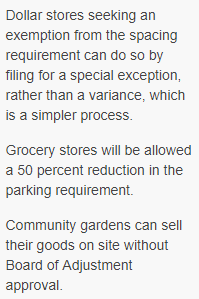 Dollar stores seeking an
exemption from the spacing
requirement can do so by
filing for a special exception,
rather than a variance, which
is a simpler process.
Grocery stores will be allowed
a 50 percent reduction in the
parking requirement.
Community gardens can sell
their goods on site without
Board of Adjustment
approval.